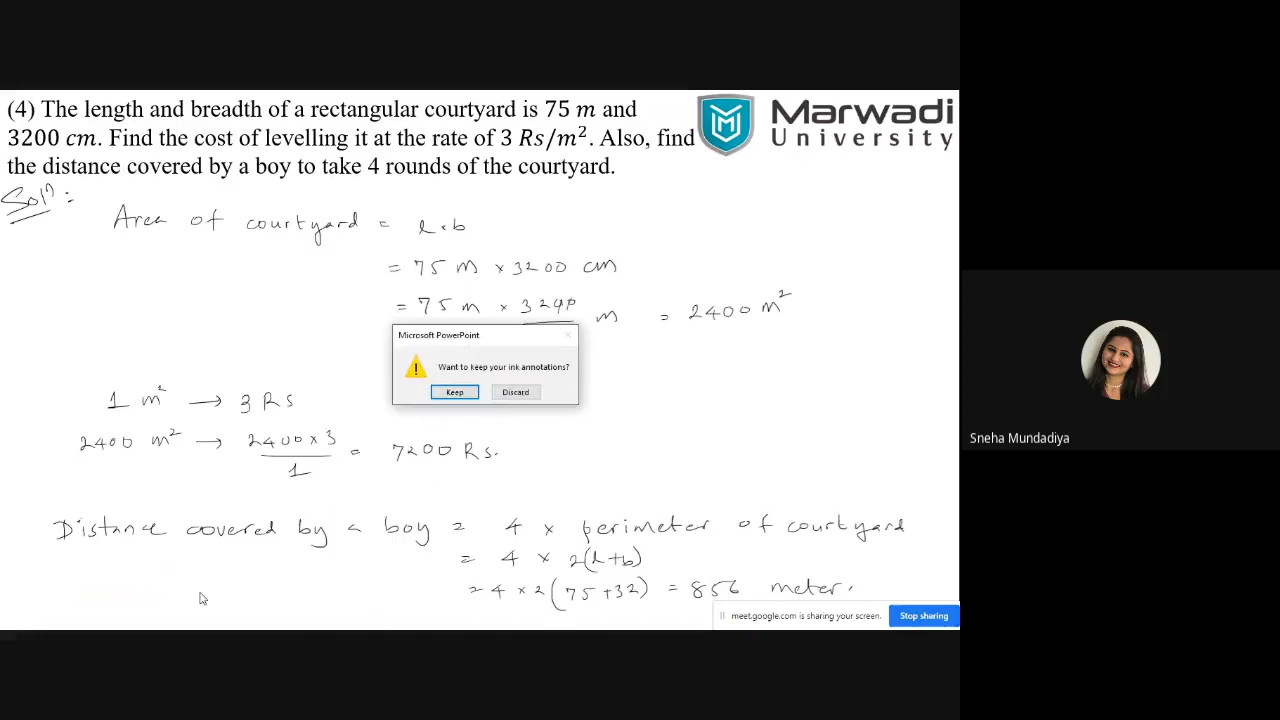 (4) The length and breadth of a rectangular courtyard is 75 m and
3200 cm. Find the cost of levelling it at the rate of 3 Rs/m². Also, find
the distance covered by a boy to take 4 rounds of the courtyard.
Marwadi
University
Solⁿ :
Area of courtyard = l · b
= 75 m × 3200 cm
= 75 m × 3200 m = 2400 m²
Microsoft PowerPoint
Want to keep your ink annotations?
Keep Discard
1 m² → 3 Rs
2400 m² → 2400 × 3 / 1 = 7200 Rs.
Distance covered by a boy = 4 × perimeter of courtyard
= 4 × 2(l+b)
= 4 × 2 (75+32) = 856 meter.
meet.google.com is sharing your screen. Stop sharing
Sneha Mundadiya